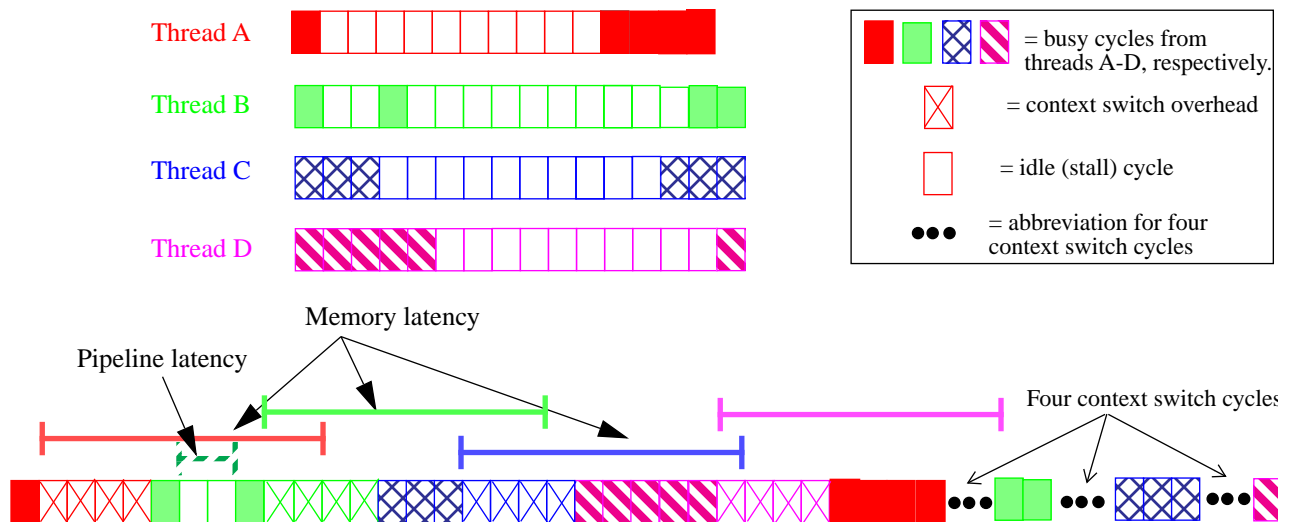 Thread A
Thread B
Thread C
Thread D
= busy cycles from
threads A-D, respectively.
= context switch overhead
= idle (stall) cycle
= abbreviation for four
context switch cycles
Memory latency
Pipeline latency
Four context switch cycles